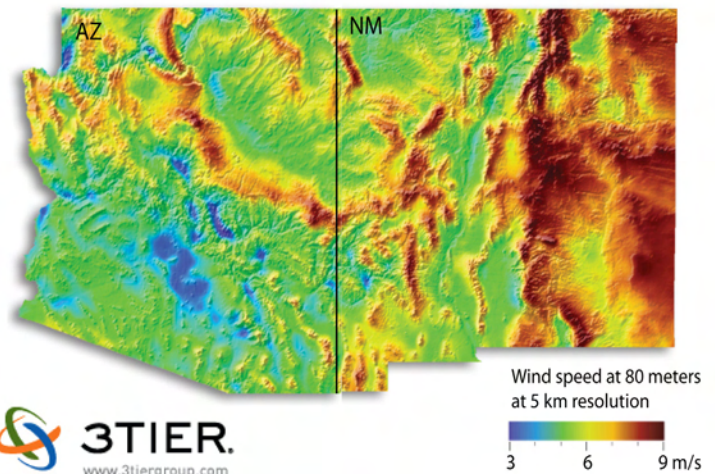 AZ
NM
Wind speed at 80 meters
at 5 km resolution
3 6 9 m/s
3TIER.
www.3tiergroup.com